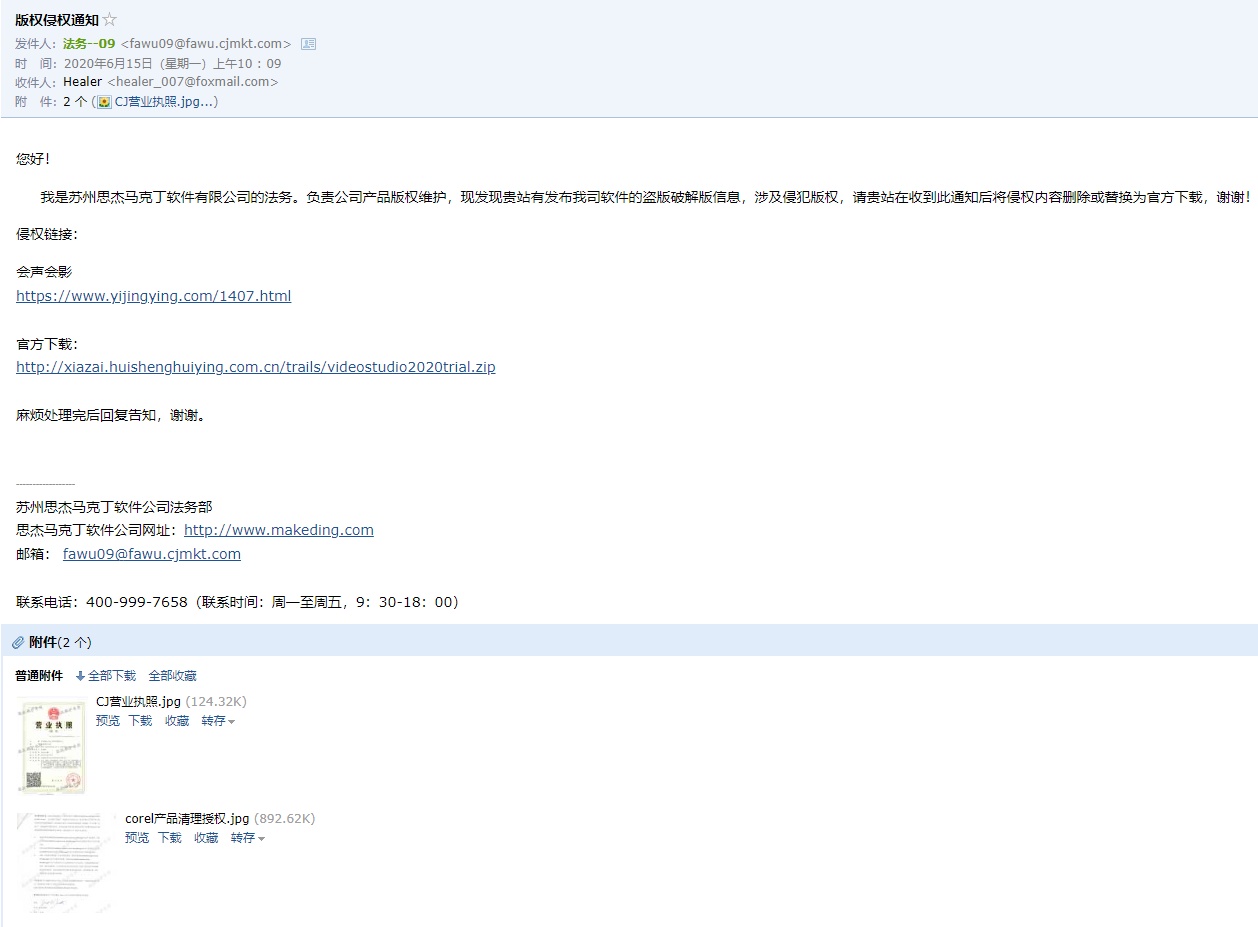 版权侵权通知☆
发件人：法务--09 <fawu09@fawu.cjmkt.com>
时　间：2020年6月15日（星期一）上午10：09
收件人：Healer <healer_007@foxmail.com>
附　件：2 个 (CJ营业执照.jpg...)
您好！
我是苏州思杰马克丁软件有限公司的法务。负责公司产品版权维护，现发现贵站有发布我司软件的盗版破解版信息，涉及侵犯版权，请贵站在收到此通知后将侵权内容删除或替换为官方下载，谢谢！
侵权链接：
会声会影
https://www.yijingying.com/1407.html
官方下载：
http://xiazai.huishenghuiying.com.cn/trails/videostudio2020trial.zip
麻烦处理完后回复告知，谢谢。
------------------
苏州思杰马克丁软件公司法务部
思杰马克丁软件公司网址：http://www.makeding.com
邮箱： fawu09@fawu.cjmkt.com
联系电话：400-999-7658（联系时间：周一至周五，9：30-18：00）
附件(2 个)
普通附件 全部下载 全部收藏
CJ营业执照.jpg (124.32K)
预览 下载 收藏 转存
营业执照
corel产品清理授权.jpg (892.62K)
预览 下载 收藏 转存